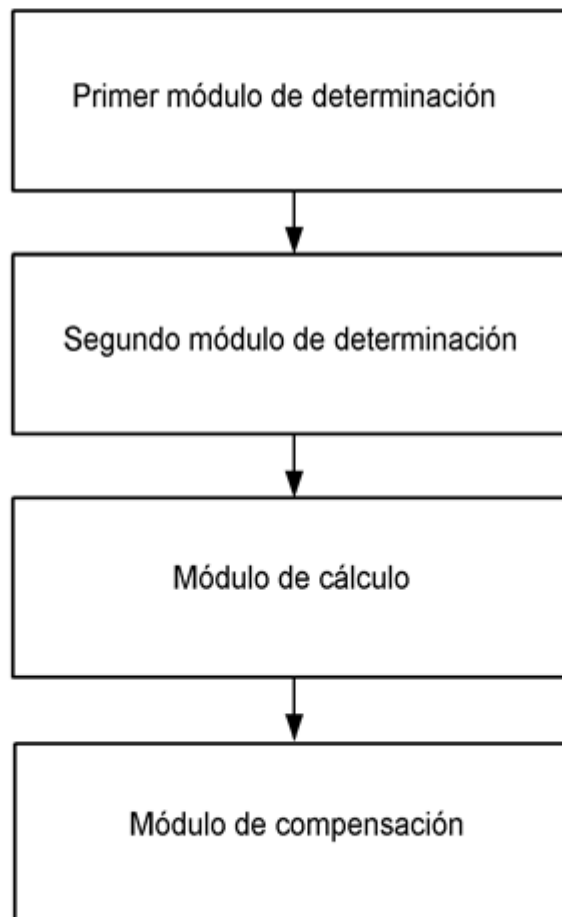 Primer módulo de determinación
Segundo módulo de determinación
Módulo de cálculo
Módulo de compensación